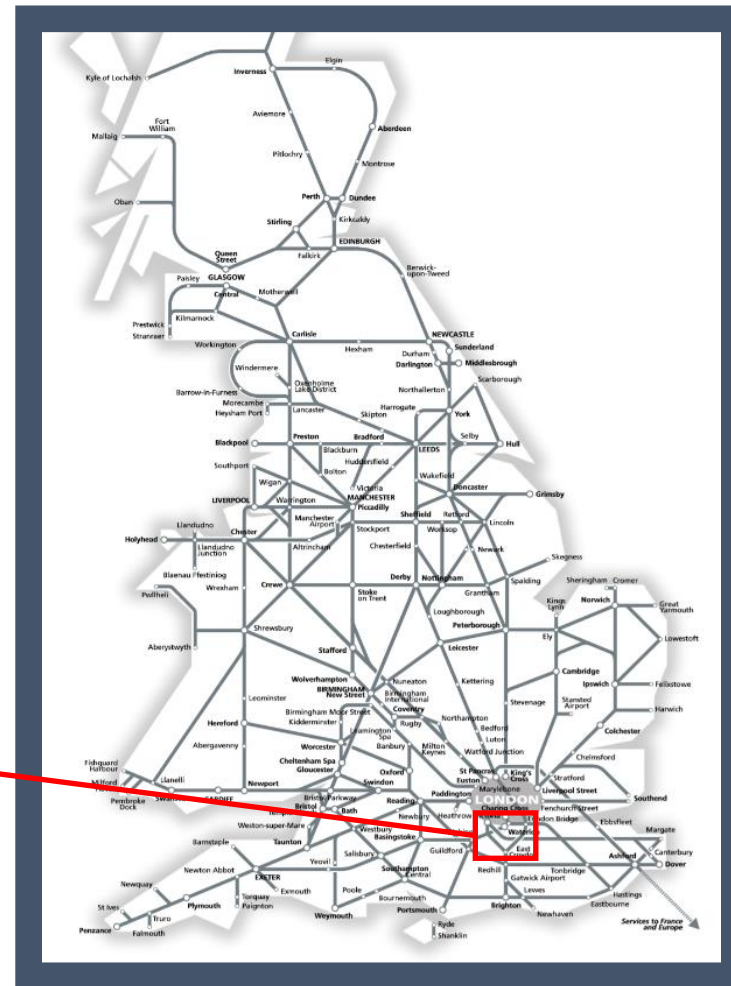 Elgin
Inverness
Kyle of Lochalsh
Aviemore
Fort
William
Aberdeen
Mallaig
Pitlochry
Montrose
Perth
Dundee
Oban
Kirkcaldy
Stirling
EDINBURGH
Queen
Street
Falkirk
Berwick-
upon-Tweed
Paisley
GLASGOW
Central
Motherwell
Kilmarnock
Prestwick
Stranraer
Carlisle
NEWCASTLE
Workington
Hexham
Sunderland
Durham
Darlington
Middlesbrough
Windermere
Scarborough
Oxenholme
Lake District
Barrow-in-Furness
Northallerton
Morecambe
Heysham Port
Lancaster
Harrogate
Skipton
York
Blackpool
Preston
Bradford
Selby
Hull
Blackburn
LEEDS
Southport
Huddersfield
Bolton
Wakefield
Wigan
Victoria
Doncaster
MANCHESTER
Piccadilly
Grimsby
LIVERPOOL
Warrington
Manchester
Airport
Sheffield
Retford
Llandudno
Stockport
Worksop
Lincoln
Holyhead
Chester
Llandudno
Junction
Altrincham
Chesterfield
Newark
Skegness
Blaenau Ffestiniog
Wrexham
Crewe
Stoke
on Trent
Derby
Nottingham
Spalding
Sheringham
Cromer
Pwllheli
Grantham
Kings
Lynn
Norwich
Great
Yarmouth
Loughborough
Shrewsbury
Peterborough
Ely
Lowestoft
Aberystwyth
Stafford
Leicester
Wolverhampton
Cambridge
BIRMINGHAM
New Street
Nuneaton
Kettering
Ipswich
Felixstowe
Birmingham
International
Leominster
Stevenage
Stansted
Airport
Birmingham Moor Street
Coventry
Harwich
Kidderminster
Northampton
Hereford
Rugby
Colchester
Leamington
Spa
Bedford
Worcester
Banbury
Milton
Keynes
Luton
Abergavenny
Watford Junction
Chelmsford
Fishguard
Harbour
Cheltenham Spa
Gloucester
Oxford
St Pancras
King's
Cross
Stratford
Llanelli
Swindon
Euston
Milford
Newport
Marylebone
Liverpool Street
Pembroke
Dock
CARDIFF
Bristol Parkway
Reading
Paddington
LONDON
Southend
Bristol
Bath
Charing Cross
Fenchurch Street
Newbury
Heathrow
London Bridge
Ebbsfleet
Weston-super-Mare
Westbury
Basingstoke
Waterloo
Margate
Barnstaple
Taunton
Guildford
East
Croydon
Canterbury
Salisbury
Ashford
Dover
Newton Abbot
Yeovil
Southampton
Central
Redhill
Tonbridge
EXETER
Gatwick Airport
Newquay
Exmouth
Poole
Lewes
Hastings
St Ives
Plymouth
Torquay
Paignton
Bournemouth
Eastbourne
Truro
Weymouth
Portsmouth
Brighton
Newhaven
Penzance
Falmouth
Ryde
Shanklin
Services to France
and Europe